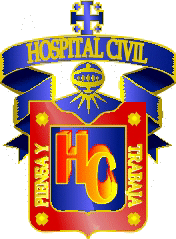 HOSPITAL CIVIL
PIENSA Y
TRABAJA
HC